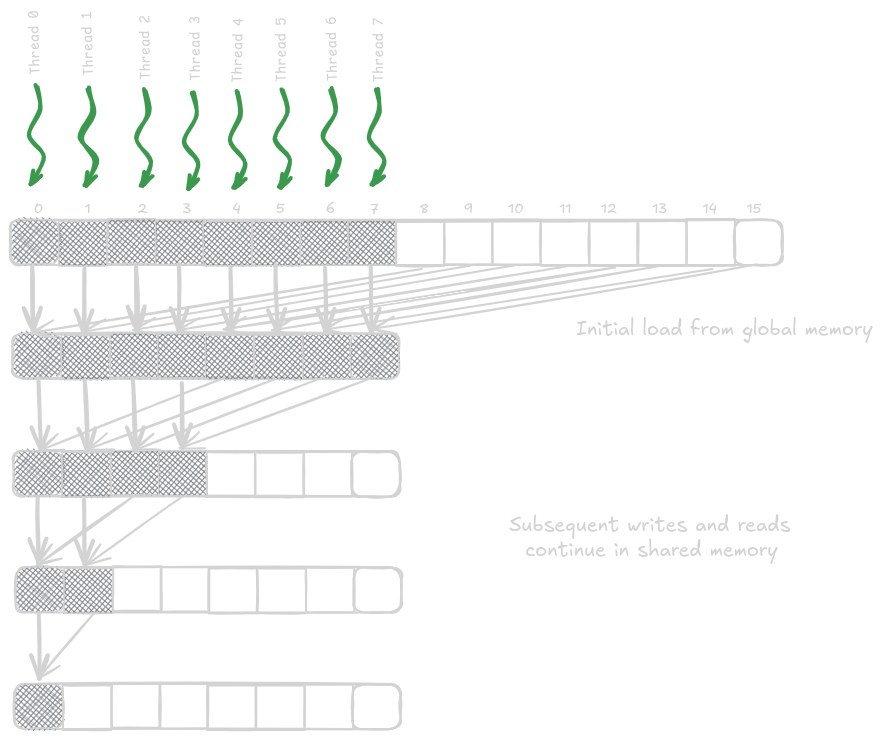 Thread 0
Thread 1
Thread 2
Thread 3
Thread 4
Thread 5
Thread 6
Thread 7
0 1 2 3 4 5 6 7 8 9 10 11 12 13 14 15
Initial load from global memory
Subsequent writes and reads
continue in shared memory